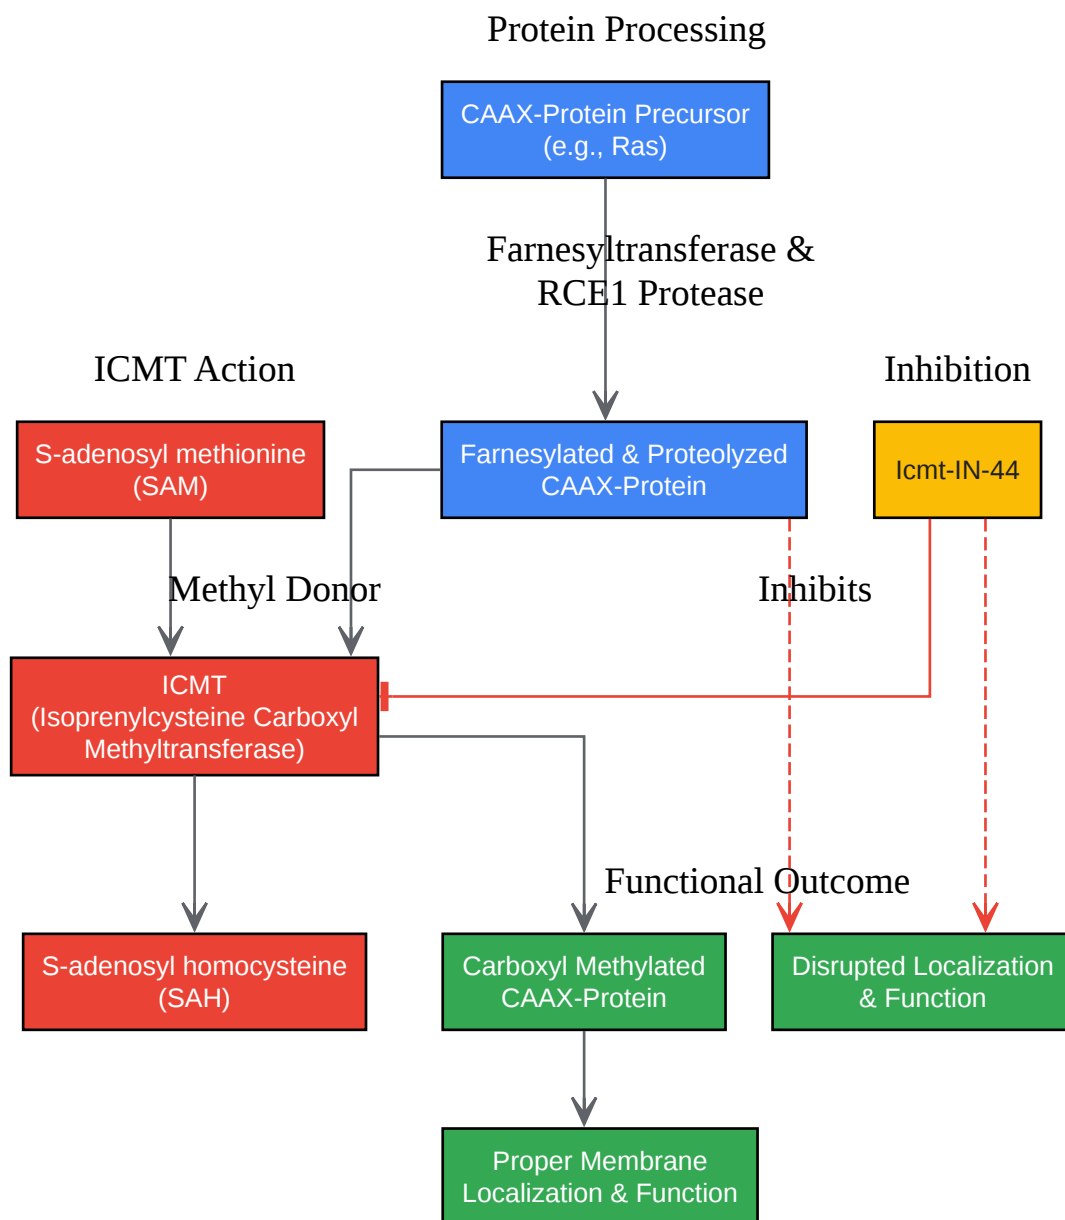 Protein Processing
CAAX-Protein Precursor
(e.g., Ras)
Farnesyltransferase &
RCE1 Protease
ICMT Action
Inhibition
S-adenosyl methionine
(SAM)
Farnesylated & Proteolyzed
CAAX-Protein
Icmt-IN-44
Methyl Donor
Inhibits
ICMT
(Isoprenylcysteine Carboxyl
Methyltransferase)
Functional Outcome
S-adenosyl homocysteine
(SAH)
Carboxyl Methylated
CAAX-Protein
Disrupted Localization
& Function
Proper Membrane
Localization & Function